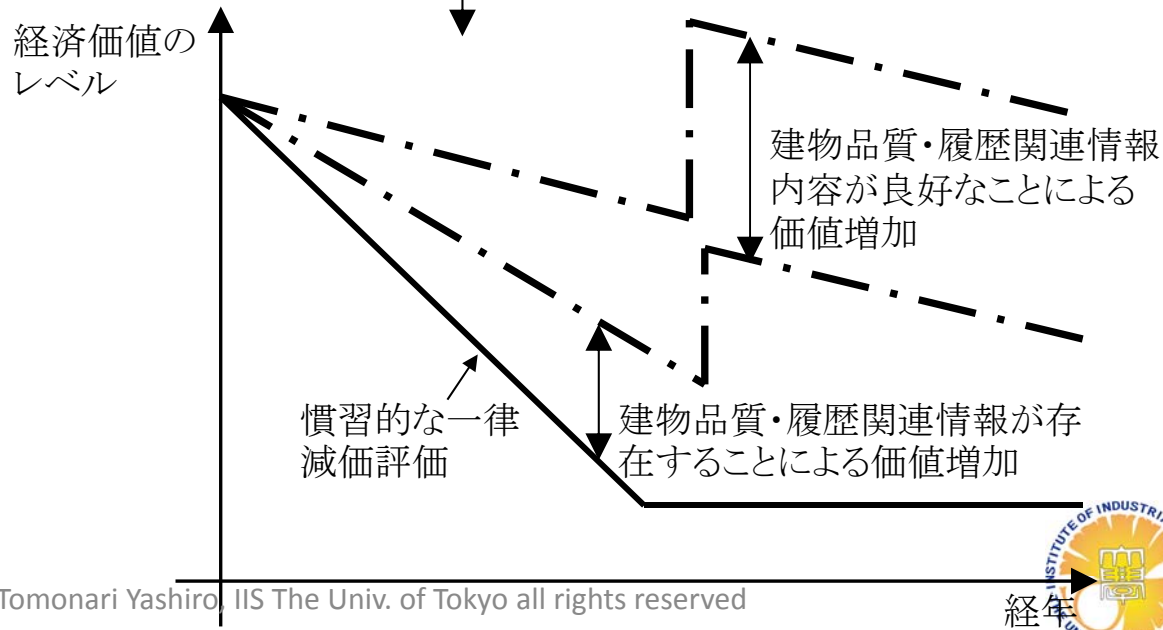 経済価値の
レベル
建物品質・履歴関連情報
内容が良好なことによる
価値増加
慣習的な一律
減価評価
建物品質・履歴関連情報が存
在することによる価値増加
Tomonari Yashiro, IIS The Univ. of Tokyo all rights reserved
経年
INSTITUTE OF INDUSTRI